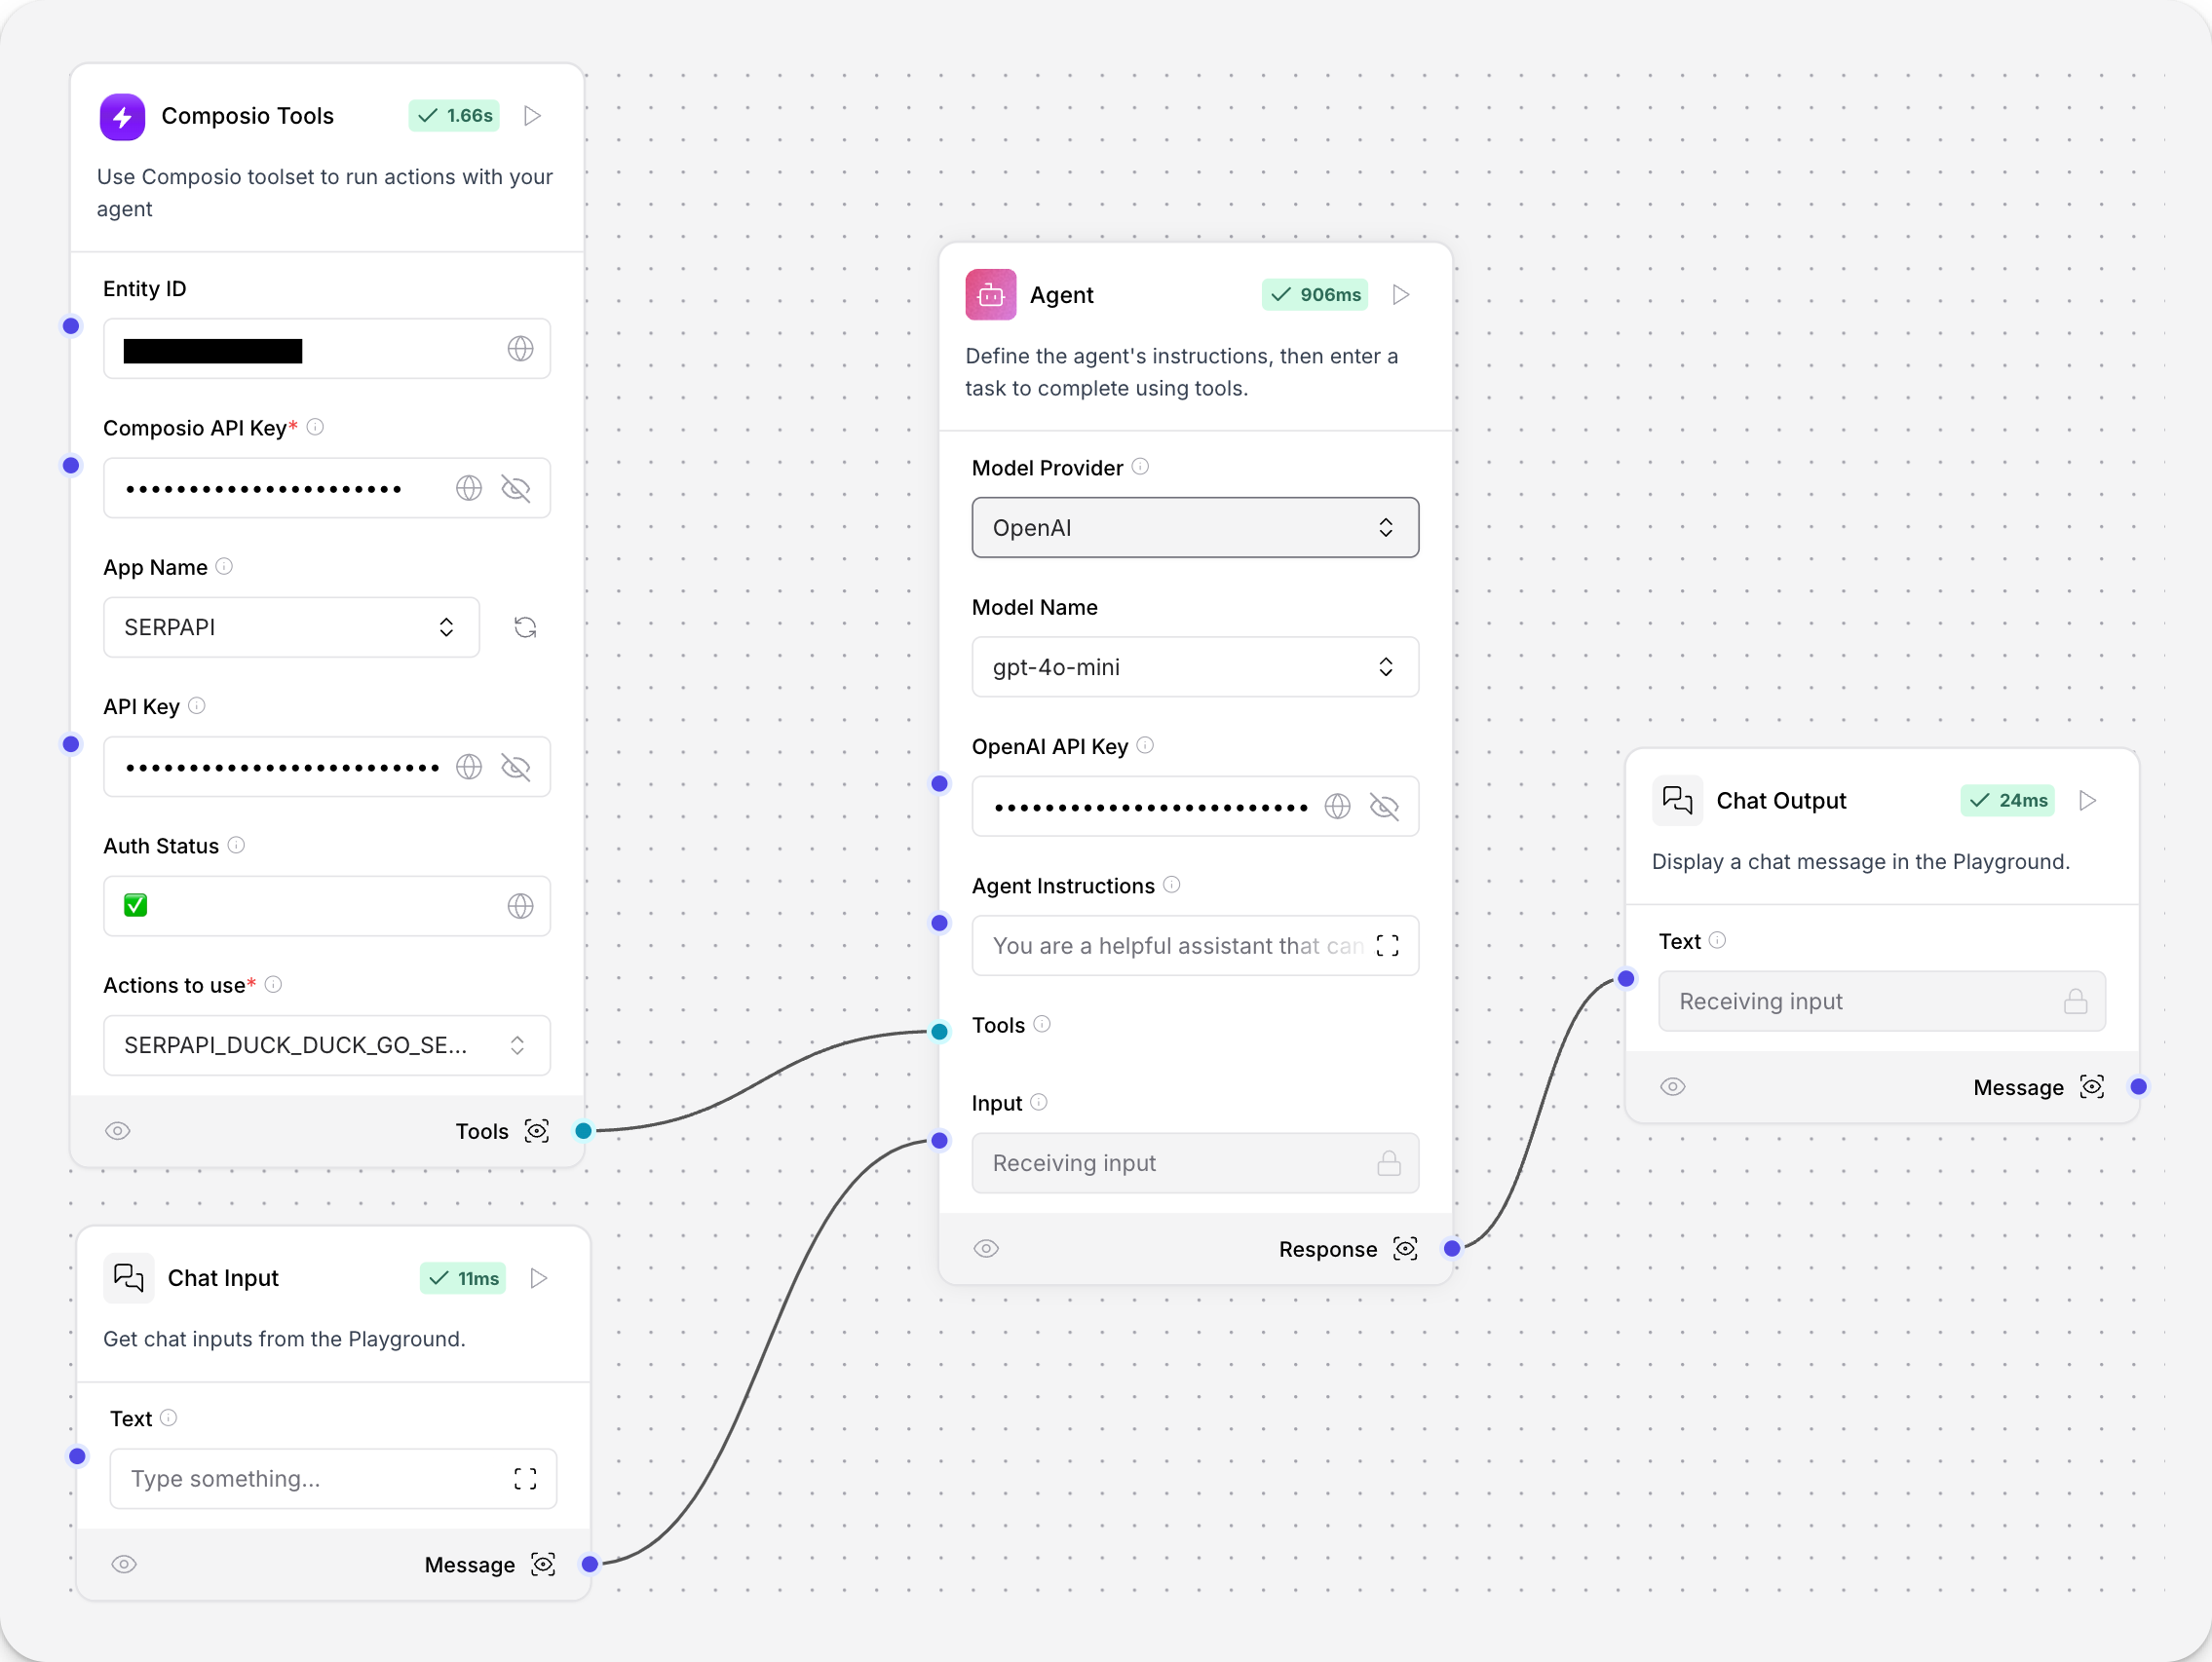 Composio Tools
1.66s
Use Composio toolset to run actions with your
agent
Entity ID
Composio API Key*
App Name
SERPAPI
API Key
Auth Status
Actions to use*
SERPAPI_DUCK_DUCK_GO_SE...
Tools
Chat Input
11ms
Get chat inputs from the Playground.
Text
Type something...
Message
Agent
906ms
Define the agent's instructions, then enter a
task to complete using tools.
Model Provider
OpenAI
Model Name
gpt-4o-mini
OpenAI API Key
Agent Instructions
You are a helpful assistant that can
Tools
Input
Receiving input
Response
Chat Output
24ms
Display a chat message in the Playground.
Text
Receiving input
Message